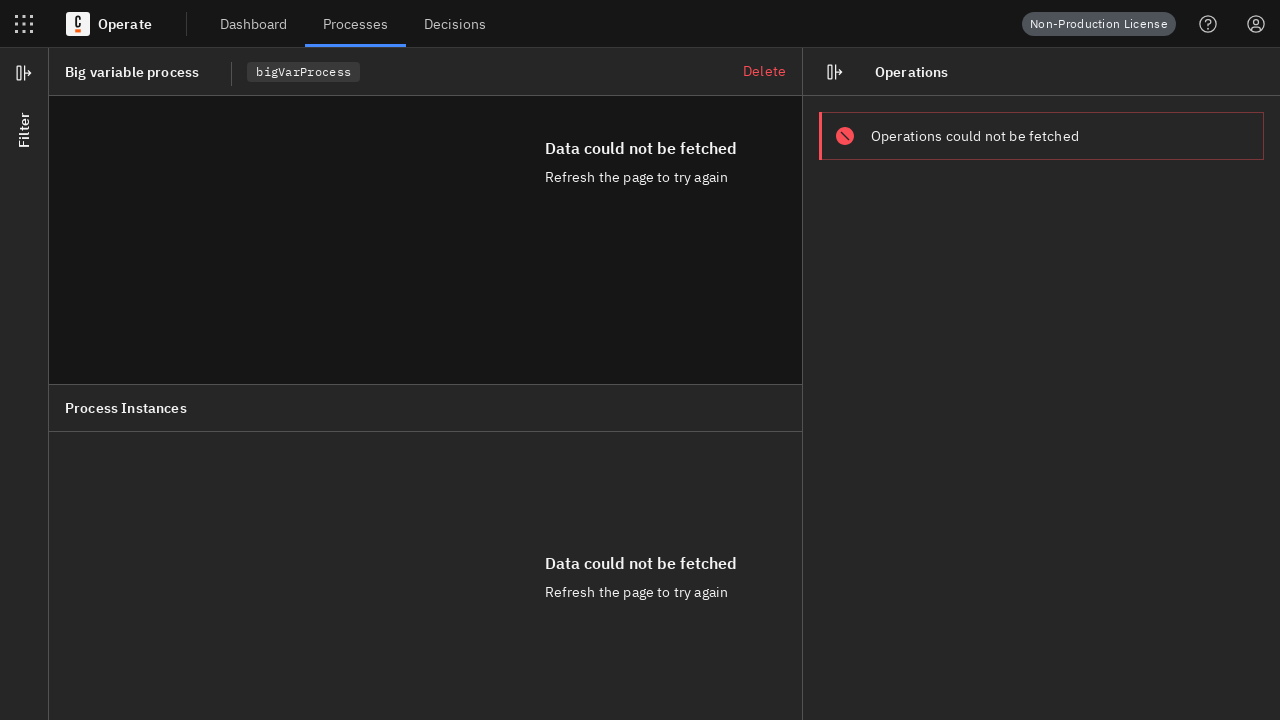 Operate
Dashboard
Processes
Decisions
Non-Production License
Filter
Big variable process
bigVarProcess
Delete
Operations
Data could not be fetched
Refresh the page to try again
Operations could not be fetched
Process Instances
Data could not be fetched
Refresh the page to try again